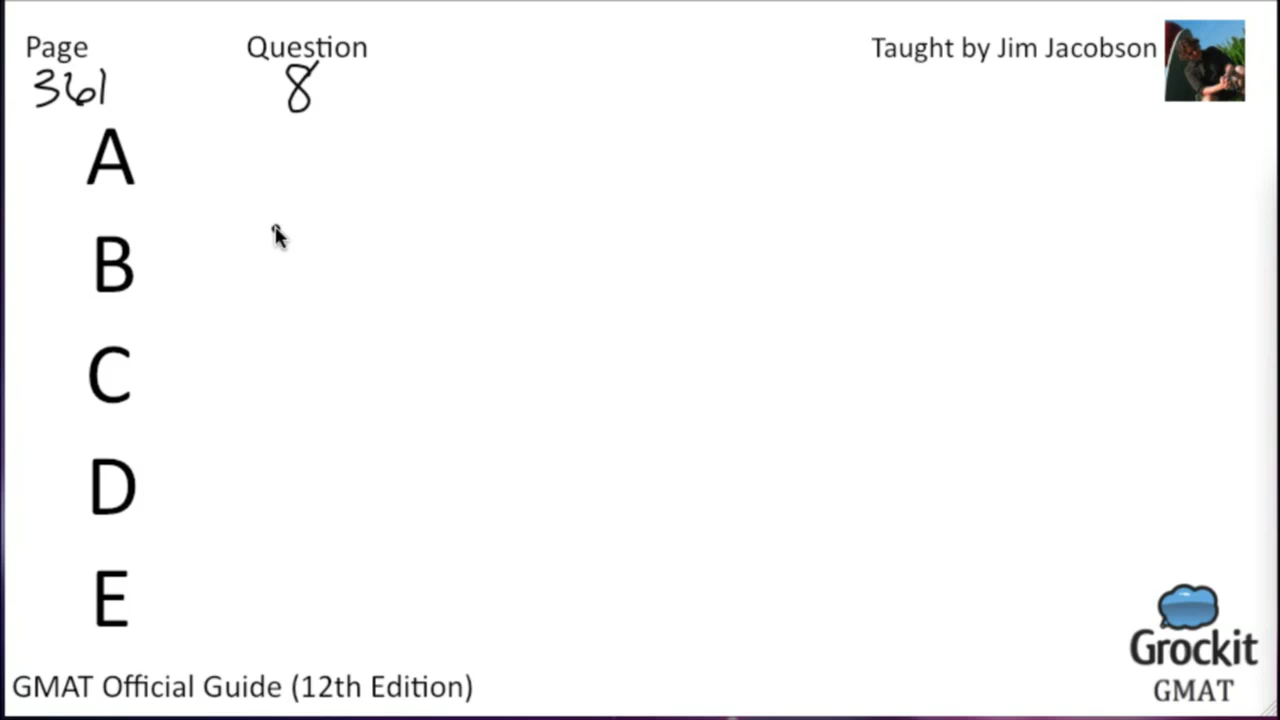 Page Question Taught by Jim Jacobson
361 8
A
B
C
D
E
Grockit
GMAT
GMAT Official Guide (12th Edition)